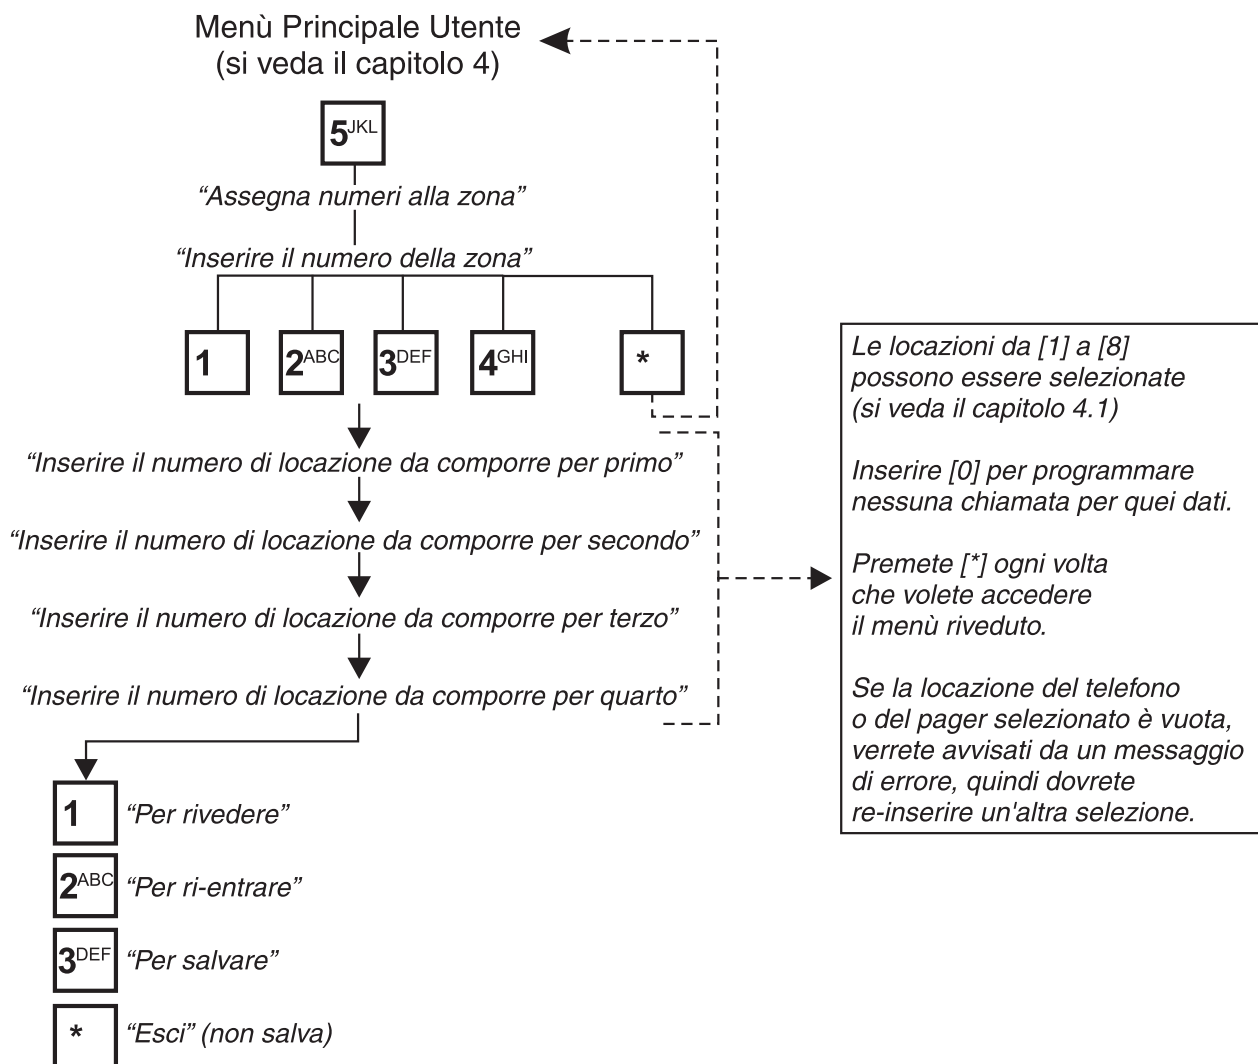 Menù Principale Utente
(si veda il capitolo 4)
5JKL
“Assegna numeri alla zona”
“Inserire il numero della zona”
1 2ABC 3DEF 4GHI *
“Inserire il numero di locazione da comporre per primo”
“Inserire il numero di locazione da comporre per secondo”
“Inserire il numero di locazione da comporre per terzo”
“Inserire il numero di locazione da comporre per quarto”
1 “Per rivedere”
2ABC “Per ri-entrare”
3DEF “Per salvare”
* “Esci” (non salva)
Le locazioni da [1] a [8]
possono essere selezionate
(si veda il capitolo 4.1)
Inserire [0] per programmare
nessuna chiamata per quei dati.
Premete [*] ogni volta
che volete accedere
il menù riveduto.
Se la locazione del telefono
o del pager selezionato è vuota,
verrete avvisati da un messaggio
di errore, quindi dovrete
re-inserire un'altra selezione.